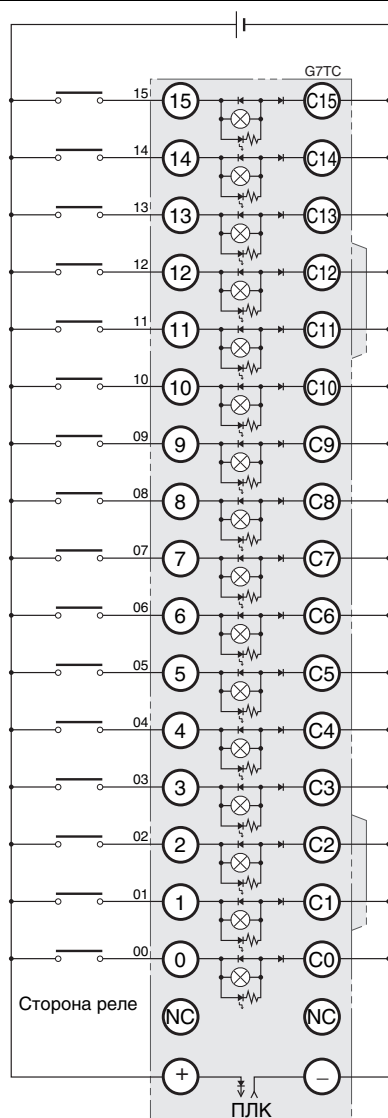 G7TC
15 15 C15
14 14 C14
13 13 C13
12 12 C12
11 11 C11
10 10 C10
09 9 C9
08 8 C8
07 7 C7
06 6 C6
05 5 C5
04 4 C4
03 3 C3
02 2 C2
01 1 C1
00 0 C0
Сторона реле NC NC
+ −
ПЛК